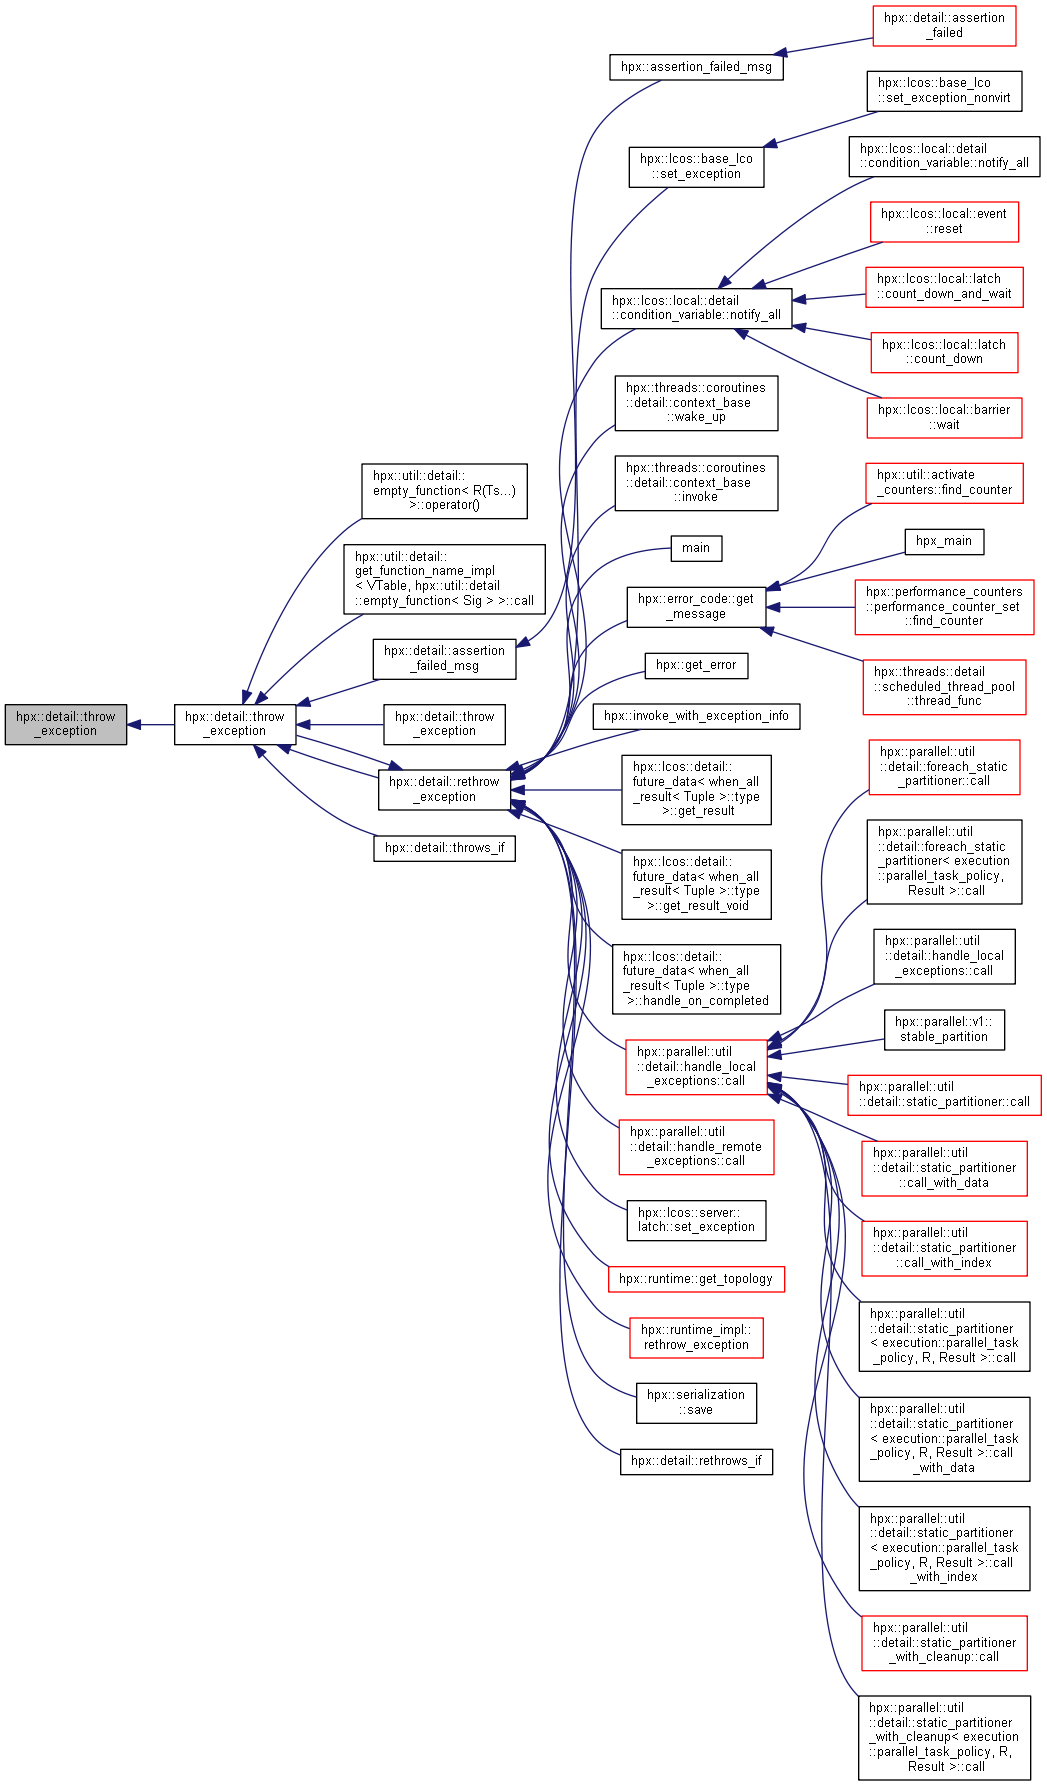 hpx::detail::throw
_exception
hpx::detail::throw
_exception
hpx::util::detail::
empty_function< R(Ts...)
>::operator()
hpx::util::detail::
get_function_name_impl
< VTable, hpx::util::detail
::empty_function< Sig > >::call
hpx::detail::assertion
_failed_msg
hpx::detail::throw
_exception
hpx::detail::rethrow
_exception
hpx::detail::throws_if
hpx::assertion_failed_msg
hpx::lcos::base_lco
::set_exception
hpx::lcos::local::detail
::condition_variable::notify_all
hpx::threads::coroutines
::detail::context_base
::wake_up
hpx::threads::coroutines
::detail::context_base
::invoke
main
hpx::error_code::get
_message
hpx::get_error
hpx::invoke_with_exception_info
hpx::lcos::detail::
future_data< when_all
_result< Tuple >::type
>::get_result
hpx::lcos::detail::
future_data< when_all
_result< Tuple >::type
>::get_result_void
hpx::lcos::detail::
future_data< when_all
_result< Tuple >::type
>::handle_on_completed
hpx::parallel::util
::detail::handle_local
_exceptions::call
hpx::parallel::util
::detail::handle_remote
_exceptions::call
hpx::lcos::server::
latch::set_exception
hpx::runtime::get_topology
hpx::runtime_impl::
rethrow_exception
hpx::serialization
::save
hpx::detail::rethrows_if
hpx::detail::assertion
_failed
hpx::lcos::base_lco
::set_exception_nonvirt
hpx::lcos::local::detail
::condition_variable::notify_all
hpx::lcos::local::event
::reset
hpx::lcos::local::latch
::count_down_and_wait
hpx::lcos::local::latch
::count_down
hpx::lcos::local::barrier
::wait
hpx::util::activate
_counters::find_counter
hpx_main
hpx::performance_counters
::performance_counter_set
::find_counter
hpx::threads::detail
::scheduled_thread_pool
::thread_func
hpx::parallel::util
::detail::foreach_static
_partitioner::call
hpx::parallel::util
::detail::foreach_static
_partitioner< execution
::parallel_task_policy,
Result >::call
hpx::parallel::util
::detail::handle_local
_exceptions::call
hpx::parallel::v1::
stable_partition
hpx::parallel::util
::detail::static_partitioner::call
hpx::parallel::util
::detail::static_partitioner
::call_with_data
hpx::parallel::util
::detail::static_partitioner
::call_with_index
hpx::parallel::util
::detail::static_partitioner
< execution::parallel_task
_policy, R, Result >::call
hpx::parallel::util
::detail::static_partitioner
< execution::parallel_task
_policy, R, Result >::call
_with_data
hpx::parallel::util
::detail::static_partitioner
< execution::parallel_task
_policy, R, Result >::call
_with_index
hpx::parallel::util
::detail::static_partitioner
_with_cleanup::call
hpx::parallel::util
::detail::static_partitioner
_with_cleanup< execution
::parallel_task_policy, R,
Result >::call